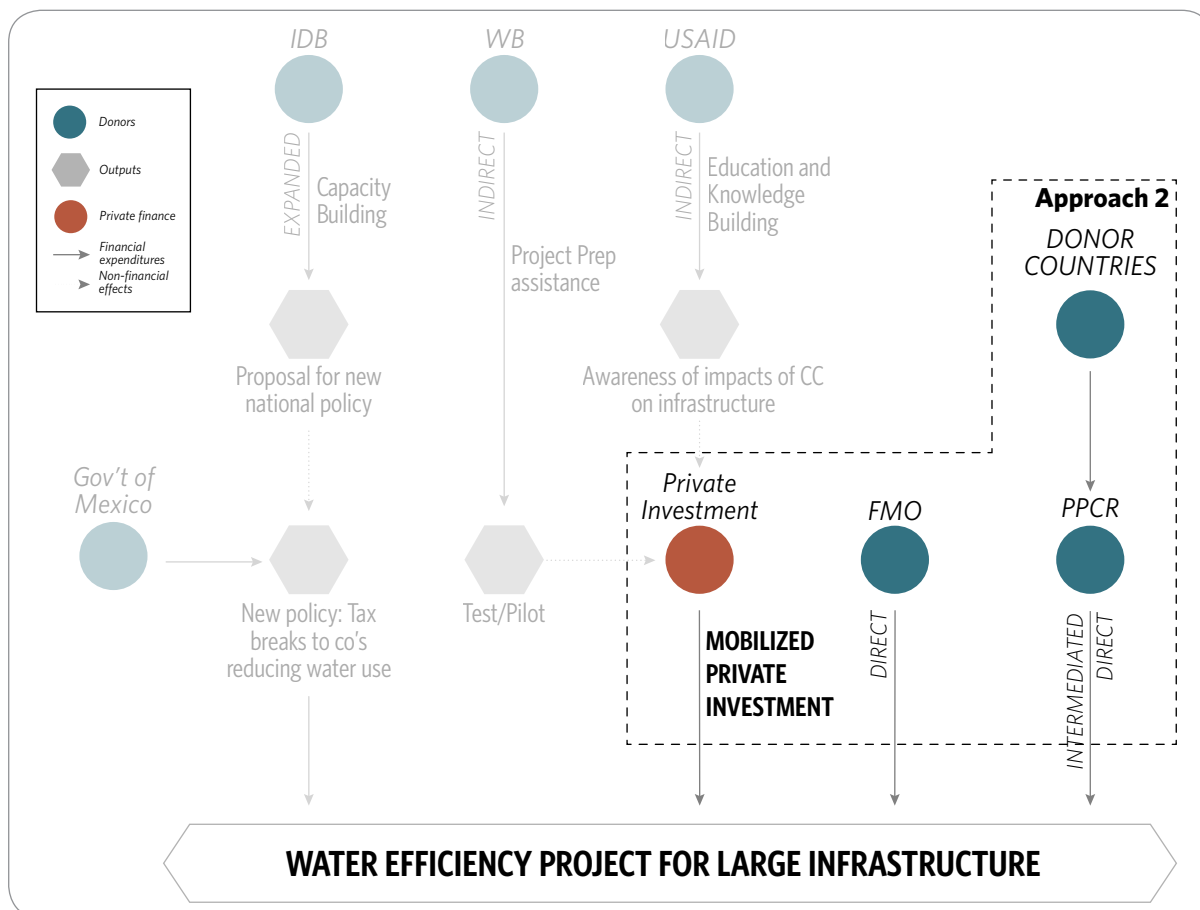 IDB
WB
USAID
Donors
Outputs
Private finance
Financial
expenditures
Non-financial
effects
EXPANDED
Capacity
Building
INDIRECT
Project Prep
assistance
INDIRECT
Education and
Knowledge
Building
Approach 2
DONOR
COUNTRIES
Proposal for new
national policy
Awareness of impacts of CC
on infrastructure
Gov't of
Mexico
Private
Investment
FMO
PPCR
New policy: Tax
breaks to co's
reducing water use
Test/Pilot
MOBILIZED
PRIVATE
INVESTMENT
DIRECT
INTERMEDIATED
DIRECT
WATER EFFICIENCY PROJECT FOR LARGE INFRASTRUCTURE